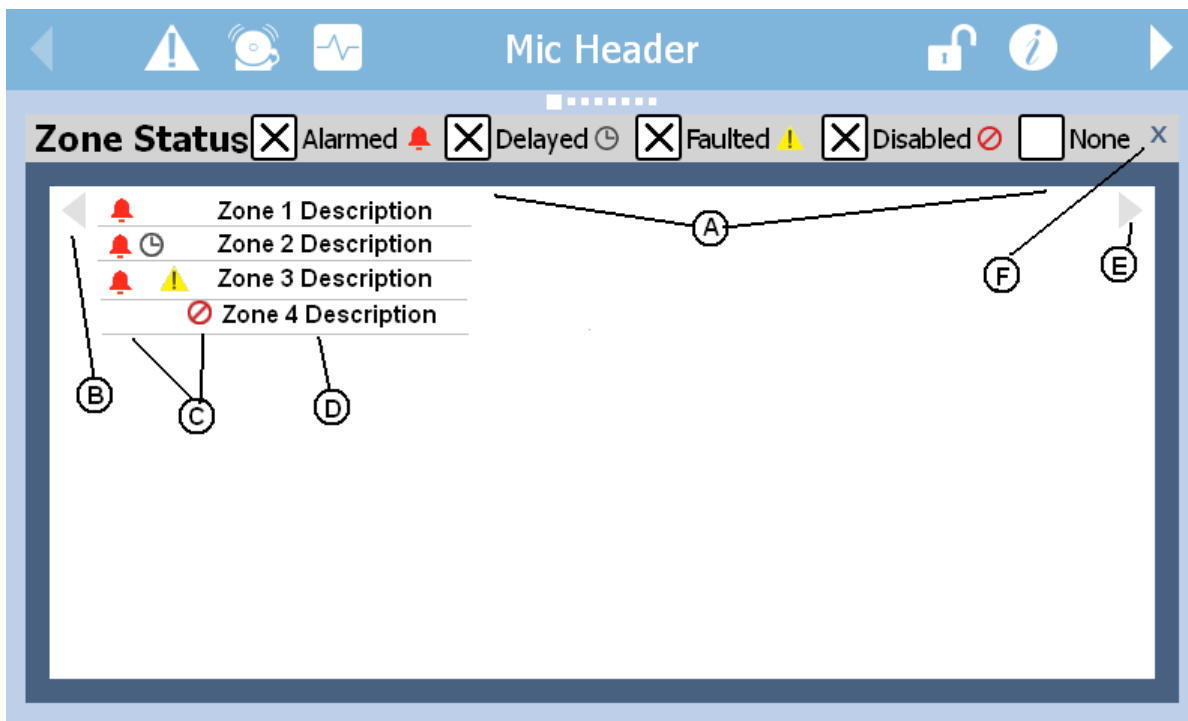 Mic Header
Zone Status Alarmed Delayed Faulted Disabled None X
Zone 1 Description
Zone 2 Description
Zone 3 Description
Zone 4 Description
A
F
E
B
C
D